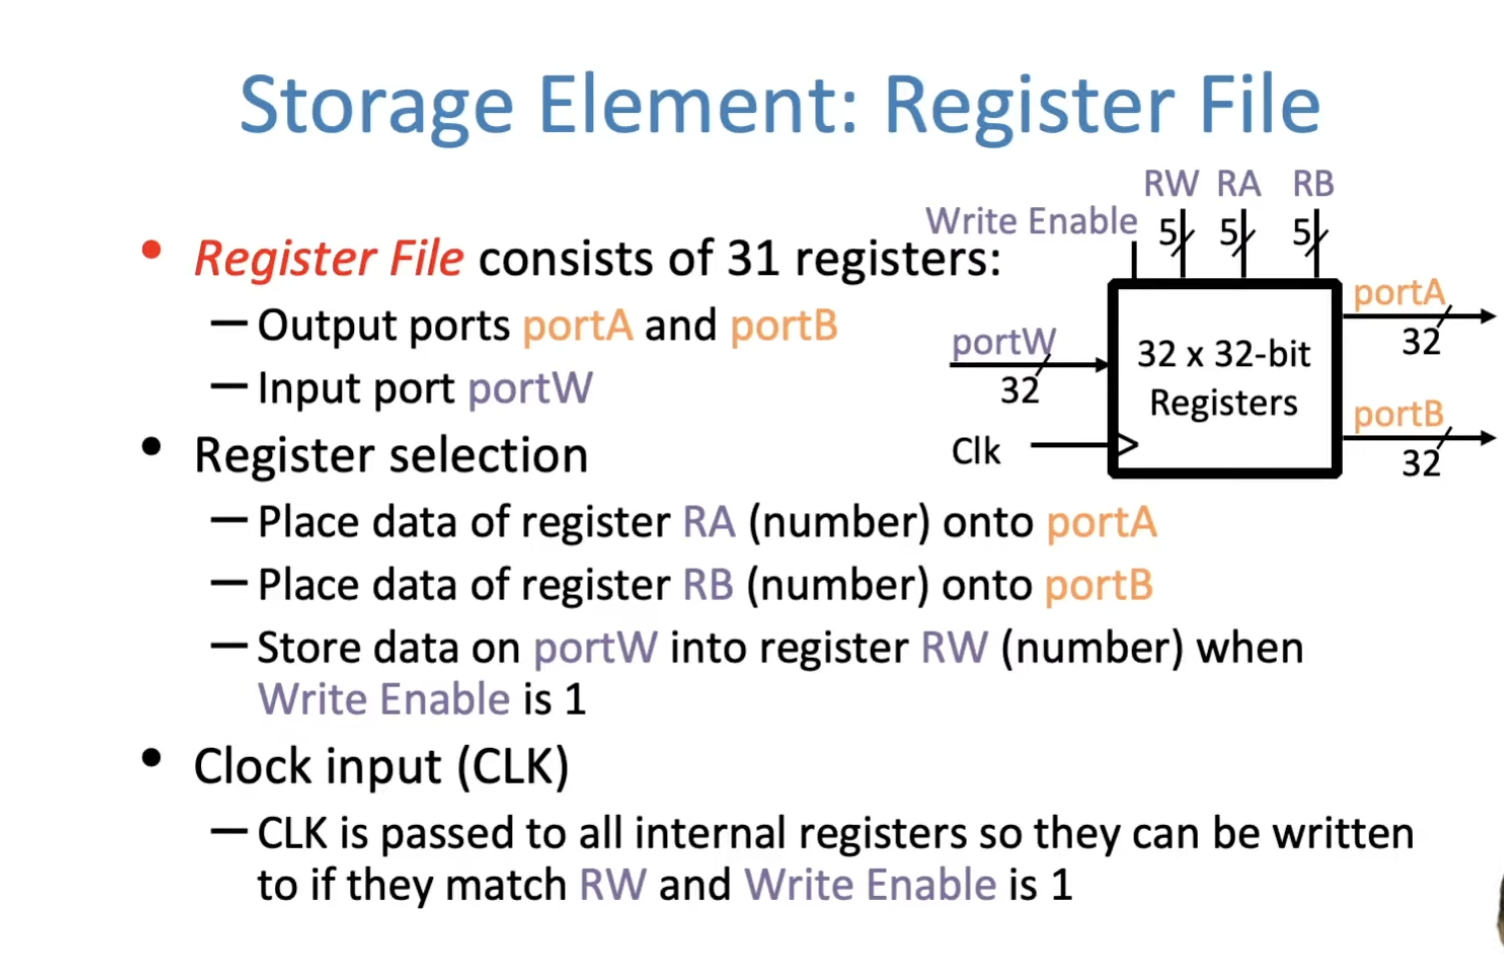 Storage Element: Register File
• Register File consists of 31 registers:
— Output ports portA and portB
— Input port portW
• Register selection
— Place data of register RA (number) onto portA
— Place data of register RB (number) onto portB
— Store data on portW into register RW (number) when
Write Enable is 1
• Clock input (CLK)
— CLK is passed to all internal registers so they can be written
to if they match RW and Write Enable is 1
RW RA RB
Write Enable 5 5 5
portW
32
Clk
32 x 32-bit
Registers
portA
32
portB
32